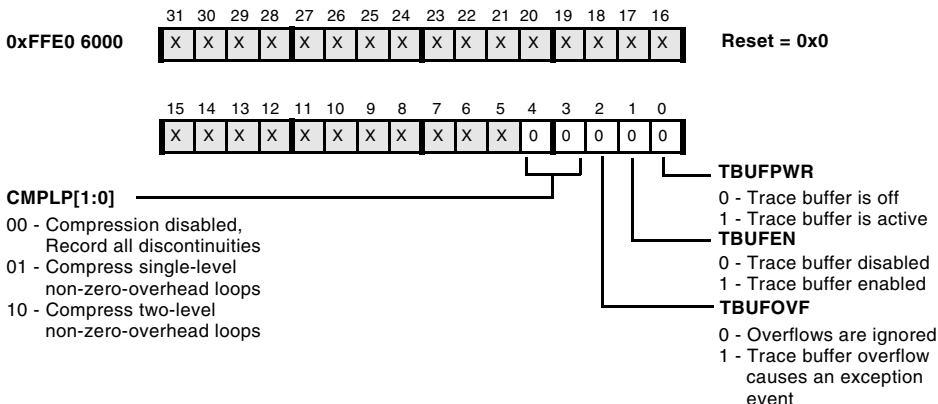 31 30 29 28 27 26 25 24 23 22 21 20 19 18 17 16
0xFFE0 6000 X X X X X X X X X X X X X X X X Reset = 0x0
15 14 13 12 11 10 9 8 7 6 5 4 3 2 1 0
X X X X X X X X X X X 0 0 0 0 0
CMPLP[1:0]
00 - Compression disabled,
Record all discontinuities
01 - Compress single-level
non-zero-overhead loops
10 - Compress two-level
non-zero-overhead loops
TBUFPWR
0 - Trace buffer is off
1 - Trace buffer is active
TBUFEN
0 - Trace buffer disabled
1 - Trace buffer enabled
TBUFOVF
0 - Overflows are ignored
1 - Trace buffer overflow
causes an exception
event